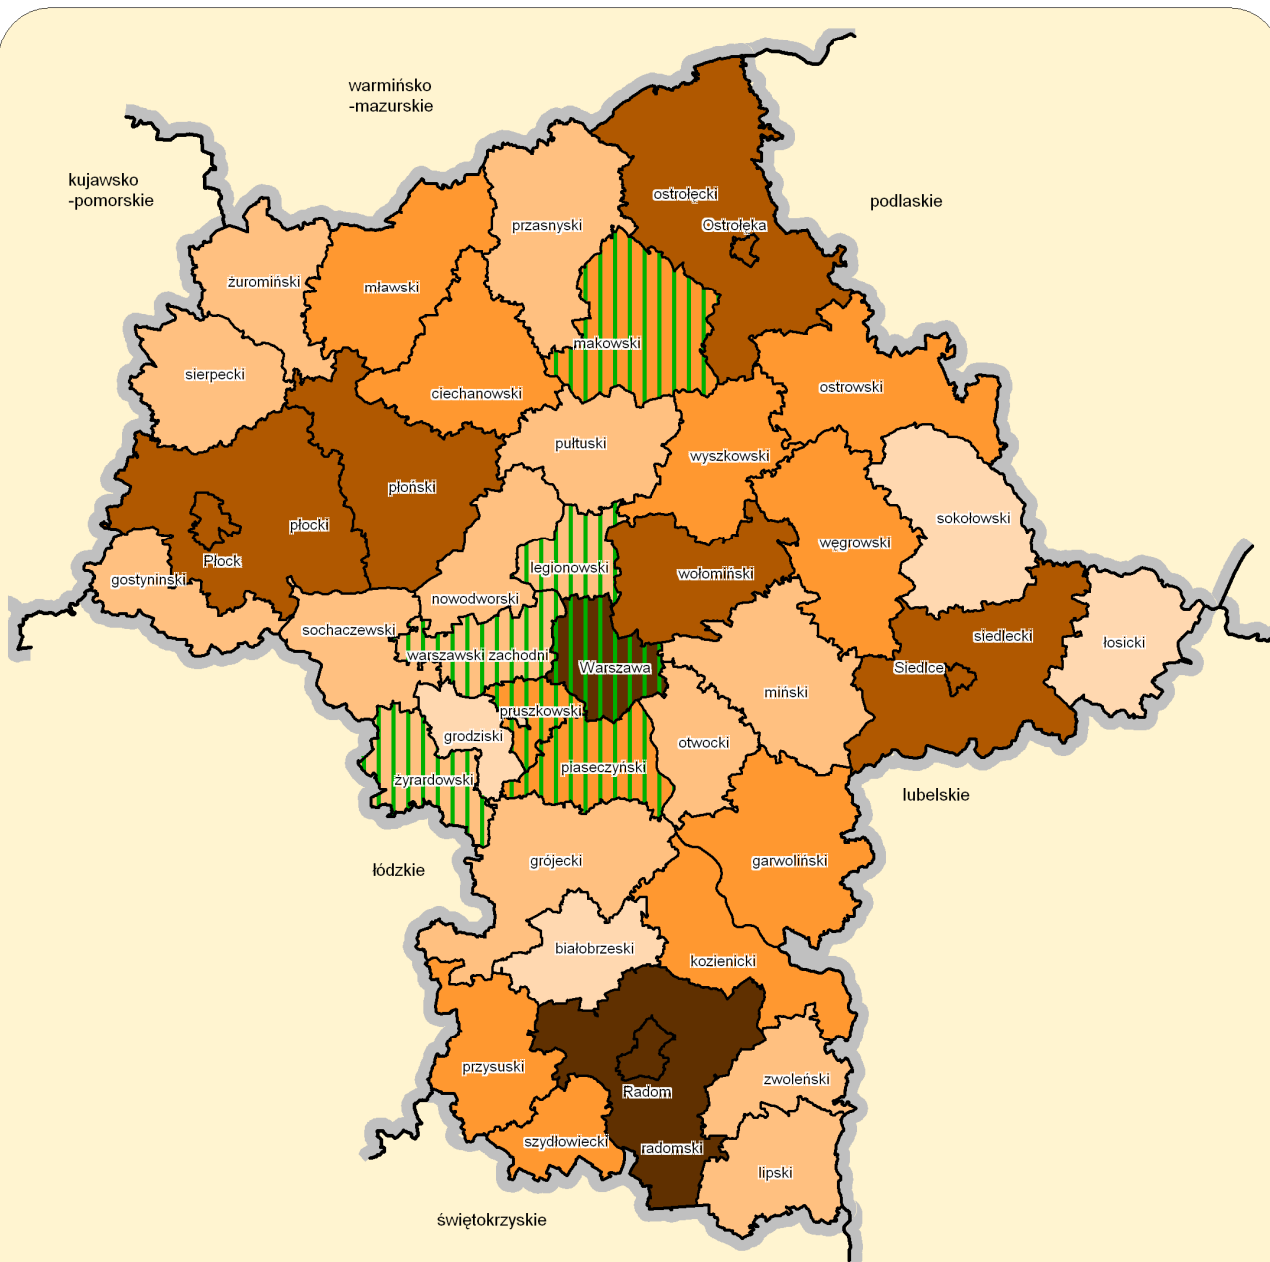 warmińsko
-mazurskie
kujawsko
-pomorskie
podlaskie
ostrołęcki
Ostrołęka
przasnyski
żuromiński
mławski
makowski
sierpecki
ciechanowski
ostrowski
pułtuski
wyszkowski
płoński
sokołowski
płocki
węgrowski
Płock
legionowski
wołomiński
gostyninski
nowodworski
sochaczewski
siedlecki
łosicki
warszawski zachodni
Warszawa
Siedlce
miński
pruszkowski
grodziski
otwocki
piaseczyński
żyrardowski
lubelskie
grójecki
garwoliński
łódzkie
białobrzeski
kozienicki
przysuski
zwoleński
Radom
szydłowiecki
radomski
lipski
świętokrzyskie